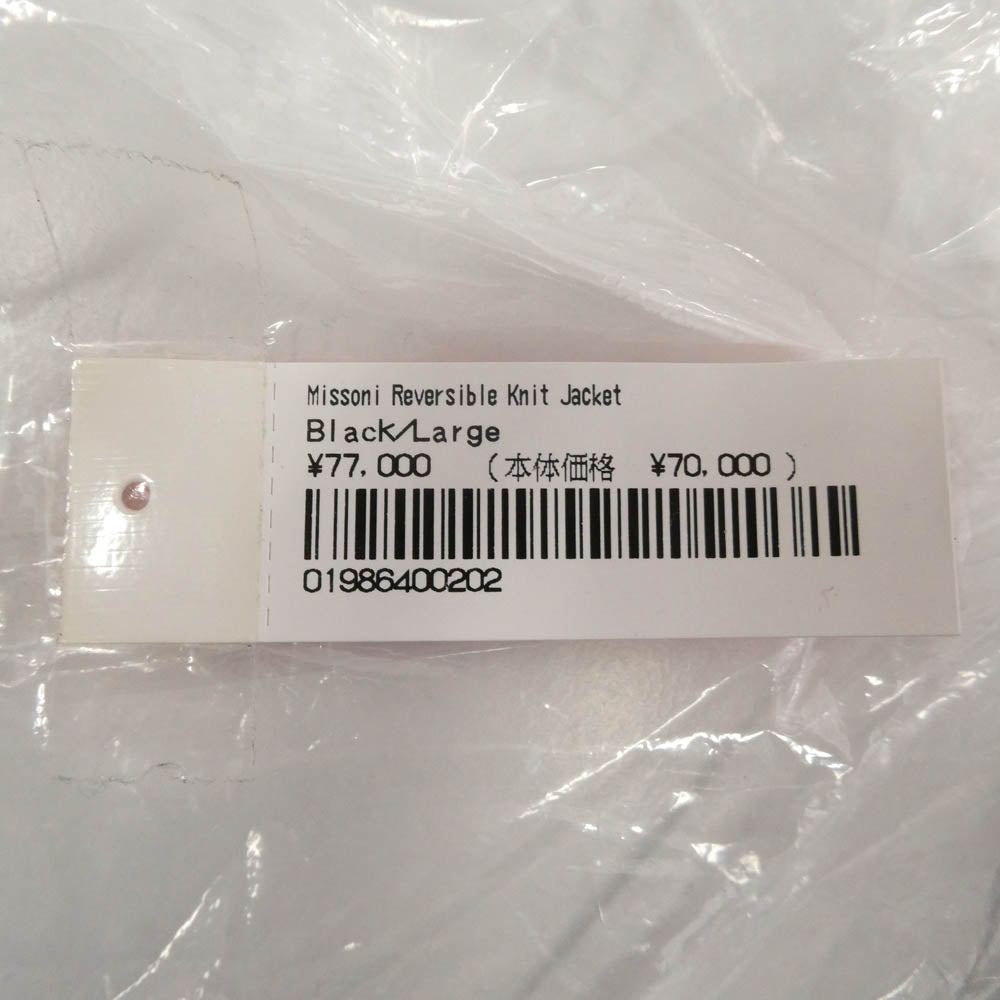 Missoni Reversible Knit Jacket
Black/Large
¥77,000 (本体価格 ¥70,000)
01986400202